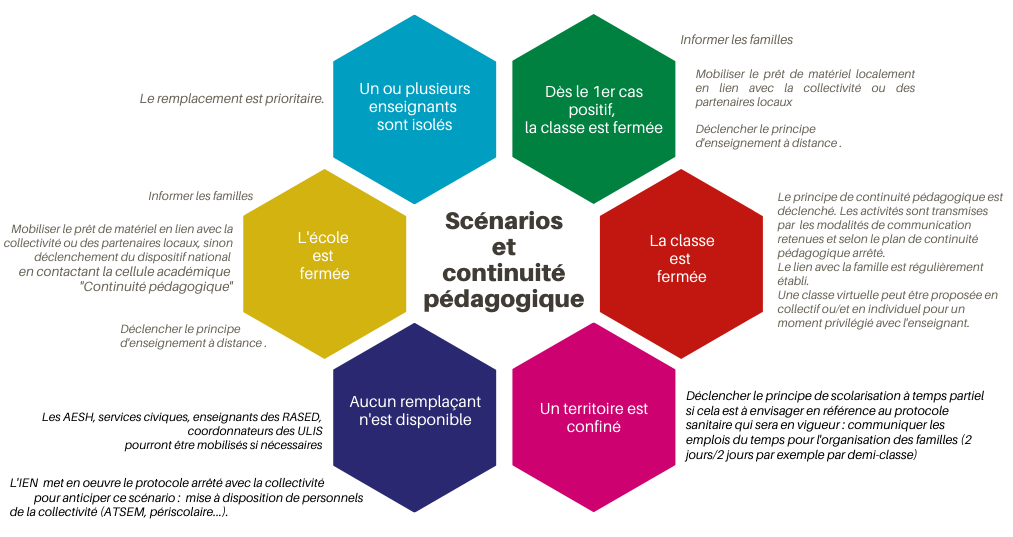 Un ou plusieurs
enseignants
sont isolés
Le remplacement est prioritaire.
Dès le 1er cas
positif,
la classe est fermée
Informer les familles
Mobiliser le prêt de matériel localement
en lien avec la collectivité ou des
partenaires locaux
Déclencher le principe
d'enseignement à distance .
Scénarios
et
continuité
pédagogique
L'école
est
fermée
Informer les familles
Mobiliser le prêt de matériel en lien avec la
collectivité ou des partenaires locaux, sinon
déclenchement du dispositif national
en contactant la cellule académique
"Continuité pédagogique"
Déclencher le principe
d'enseignement à distance .
La classe
est
fermée
Le principe de continuité pédagogique est
déclenché. Les activités sont transmises
par les modalités de communication
retenues et selon le plan de continuité
pédagogique arrêté.
Le lien avec la famille est régulièrement
établi.
Une classe virtuelle peut être proposée en
collectif ou/et en individuel pour un
moment privilégié avec l'enseignant.
Aucun remplaçant
n'est disponible
Les AESH, services civiques, enseignants des RASED,
coordonnateurs des ULIS
pourront être mobilisés si nécessaires
L'IEN met en oeuvre le protocole arrêté avec la collectivité
pour anticiper ce scénario : mise à disposition de personnels
de la collectivité (ATSEM, périscolaire...).
Un territoire est
confiné
Déclencher le principe de scolarisation à temps partiel
si cela est à envisager en référence au protocole
sanitaire qui sera en vigueur : communiquer les
emplois du temps pour l'organisation des familles (2
jours/2 jours par exemple par demi-classe)